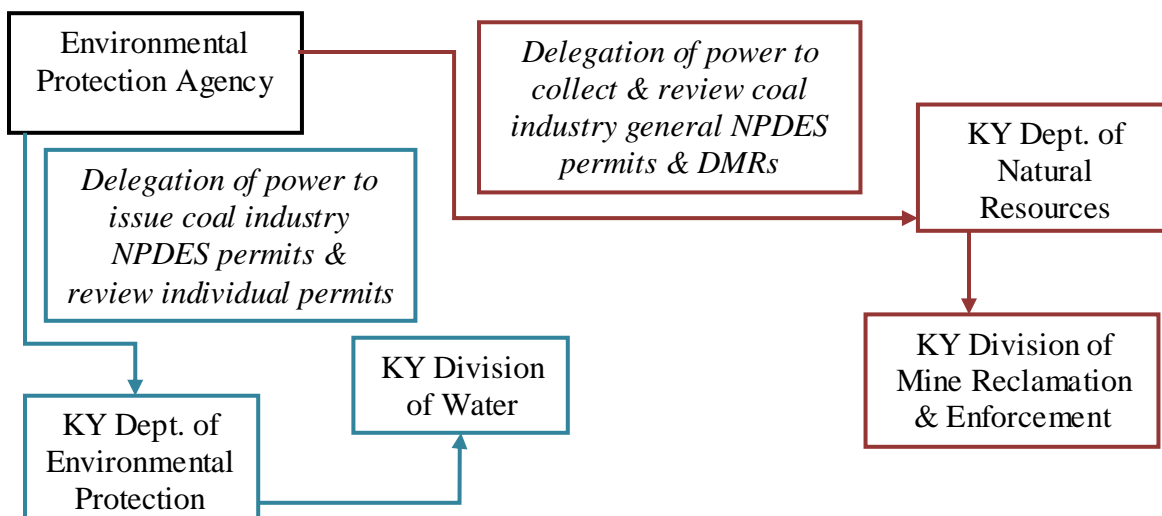 Environmental
Protection Agency
Delegation of power to
collect & review coal
industry general NPDES
permits & DMRs
KY Dept. of
Natural
Resources
Delegation of power to
issue coal industry
NPDES permits &
review individual permits
KY Division
of Water
KY Division of
Mine Reclamation
& Enforcement
KY Dept. of
Environmental
Protection